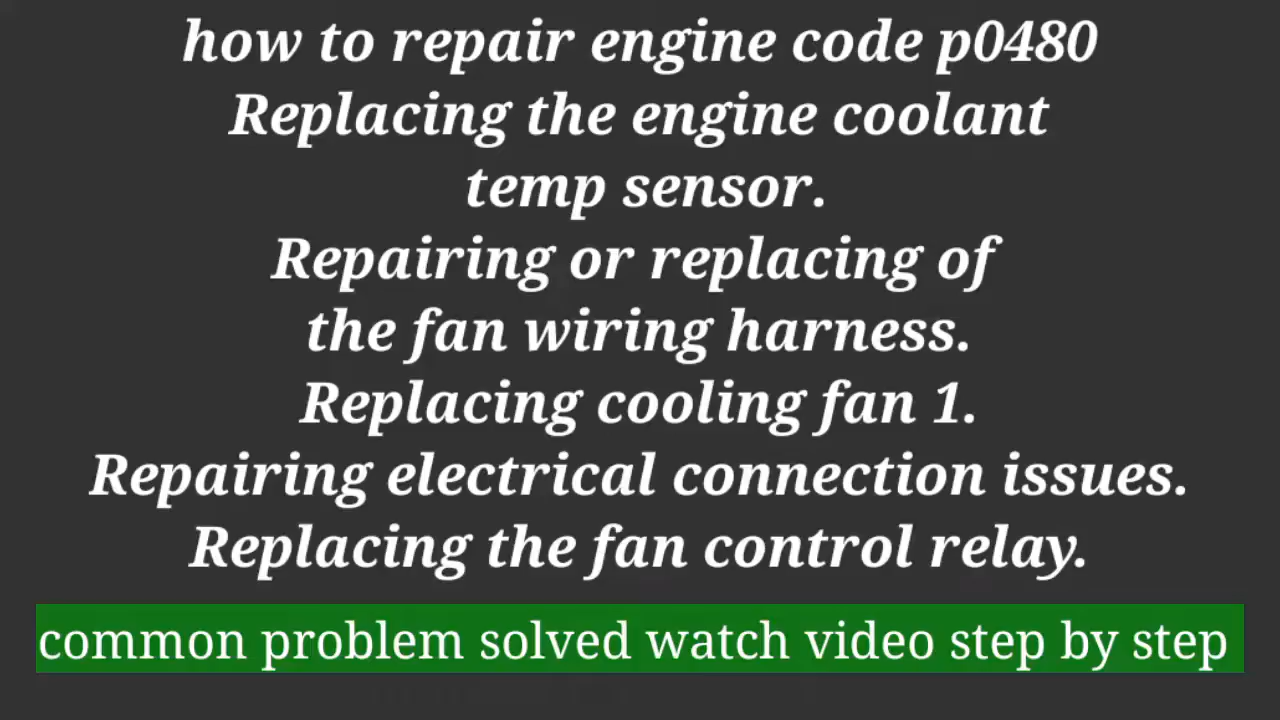 how to repair engine code p0480
Replacing the engine coolant
temp sensor.
Repairing or replacing of
the fan wiring harness.
Replacing cooling fan 1.
Repairing electrical connection issues.
Replacing the fan control relay.
common problem solved watch video step by step